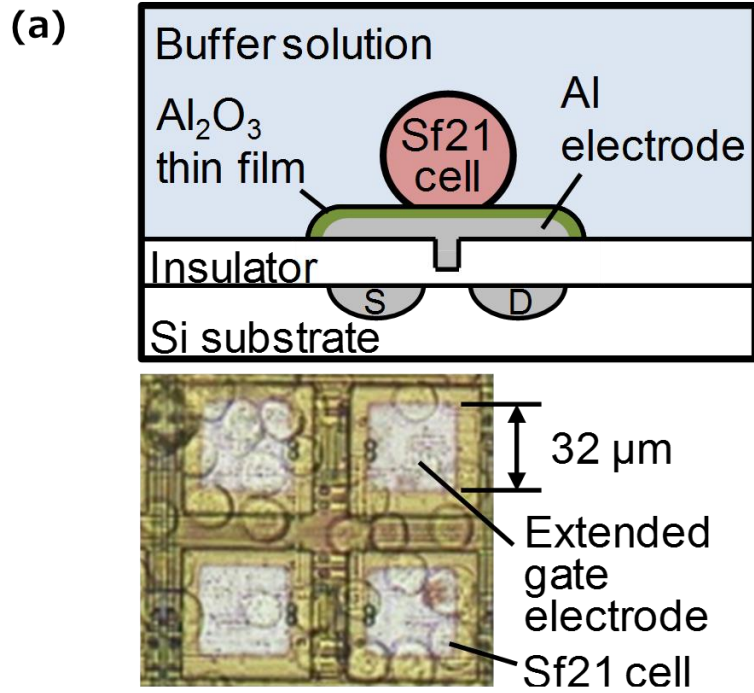 (a)
Buffer solution
Al₂O₃
thin film
Sf21
cell
Al
electrode
Insulator
S
D
Si substrate
32 µm
Extended
gate
electrode
Sf21 cell